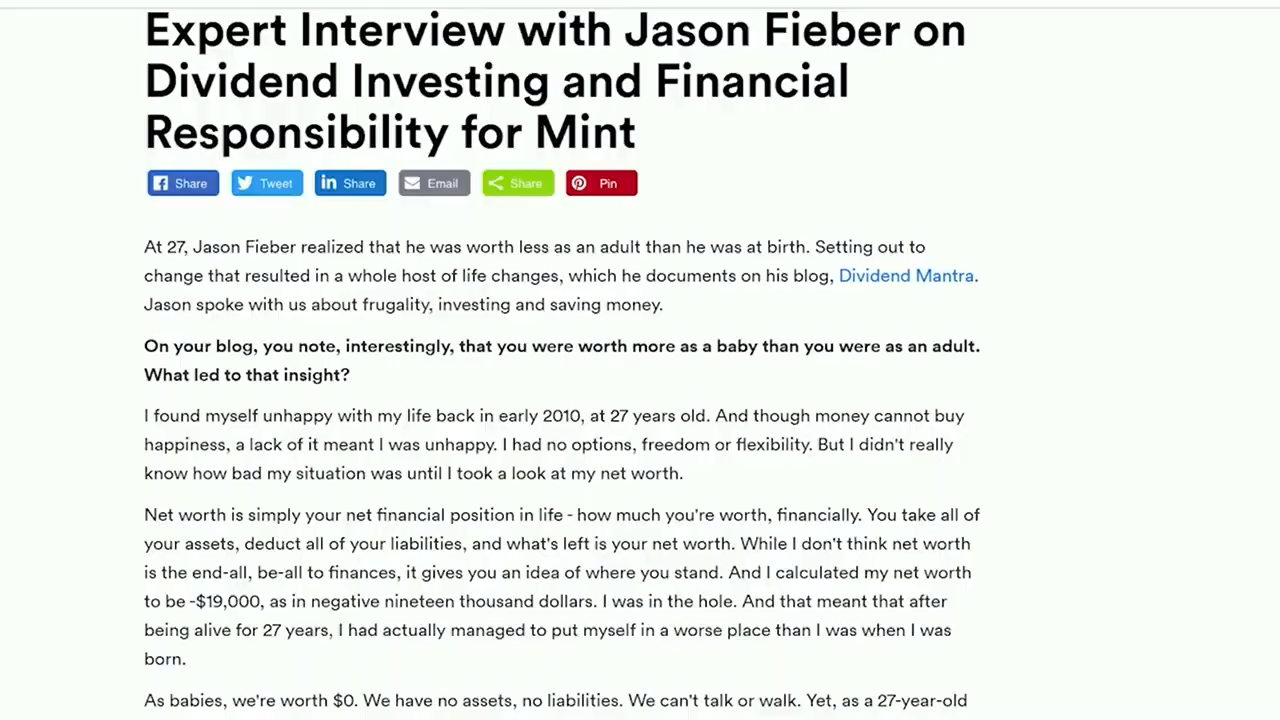 Expert Interview with Jason Fieber on
Dividend Investing and Financial
Responsibility for Mint
Share Tweet Share Email Share Pin
At 27, Jason Fieber realized that he was worth less as an adult than he was at birth. Setting out to
change that resulted in a whole host of life changes, which he documents on his blog, Dividend Mantra.
Jason spoke with us about frugality, investing and saving money.
On your blog, you note, interestingly, that you were worth more as a baby than you were as an adult.
What led to that insight?
I found myself unhappy with my life back in early 2010, at 27 years old. And though money cannot buy
happiness, a lack of it meant I was unhappy. I had no options, freedom or flexibility. But I didn't really
know how bad my situation was until I took a look at my net worth.
Net worth is simply your net financial position in life - how much you're worth, financially. You take all of
your assets, deduct all of your liabilities, and what's left is your net worth. While I don't think net worth
is the end-all, be-all to finances, it gives you an idea of where you stand. And I calculated my net worth
to be -$19,000, as in negative nineteen thousand dollars. I was in the hole. And that meant that after
being alive for 27 years, I had actually managed to put myself in a worse place than I was when I was
born.
As babies, we're worth $0. We have no assets, no liabilities. We can't talk or walk. Yet, as a 27-year-old